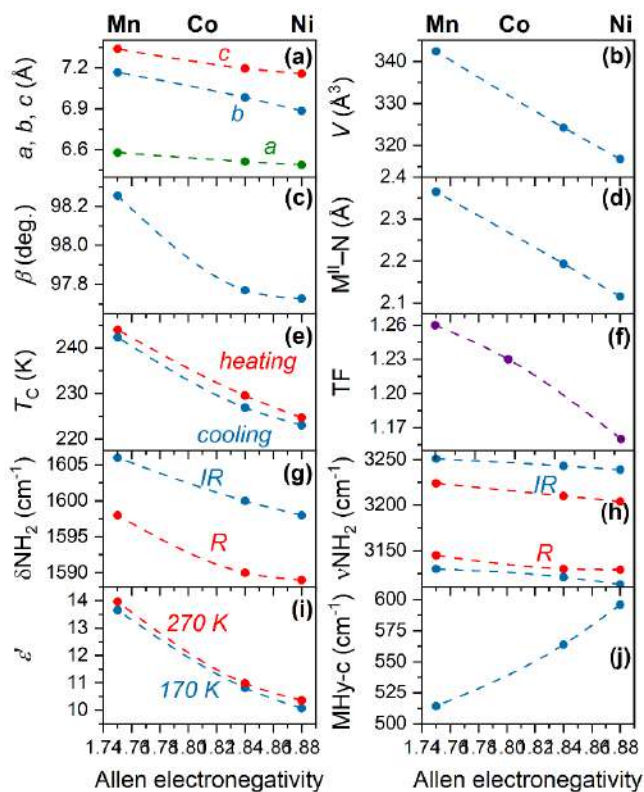 Mn Co Ni Mn Co Ni
a, b, c (Å)
7.2
6.9
6.6
c
b
a
(a)
V (Å³)
340
330
320
(b)
β (deg.)
98.2
98.0
97.8
(c)
Mᴵᴵ–N (Å)
2.4
2.3
2.2
2.1
(d)
T_C (K)
240
230
220
heating
cooling
(e)
TF
1.26
1.23
1.20
1.17
(f)
δNH₂ (cm⁻¹)
1605
1600
1595
1590
IR
R
(g)
νNH₂ (cm⁻¹)
3250
3200
3150
IR
R
(h)
ε'
14
13
12
11
10
270 K
170 K
(i)
MHy-c (cm⁻¹)
600
575
550
525
500
(j)
1.74 1.76 1.78 1.80 1.82 1.84 1.86 1.88 1.74 1.76 1.78 1.80 1.82 1.84 1.86 1.88
Allen electronegativity Allen electronegativity